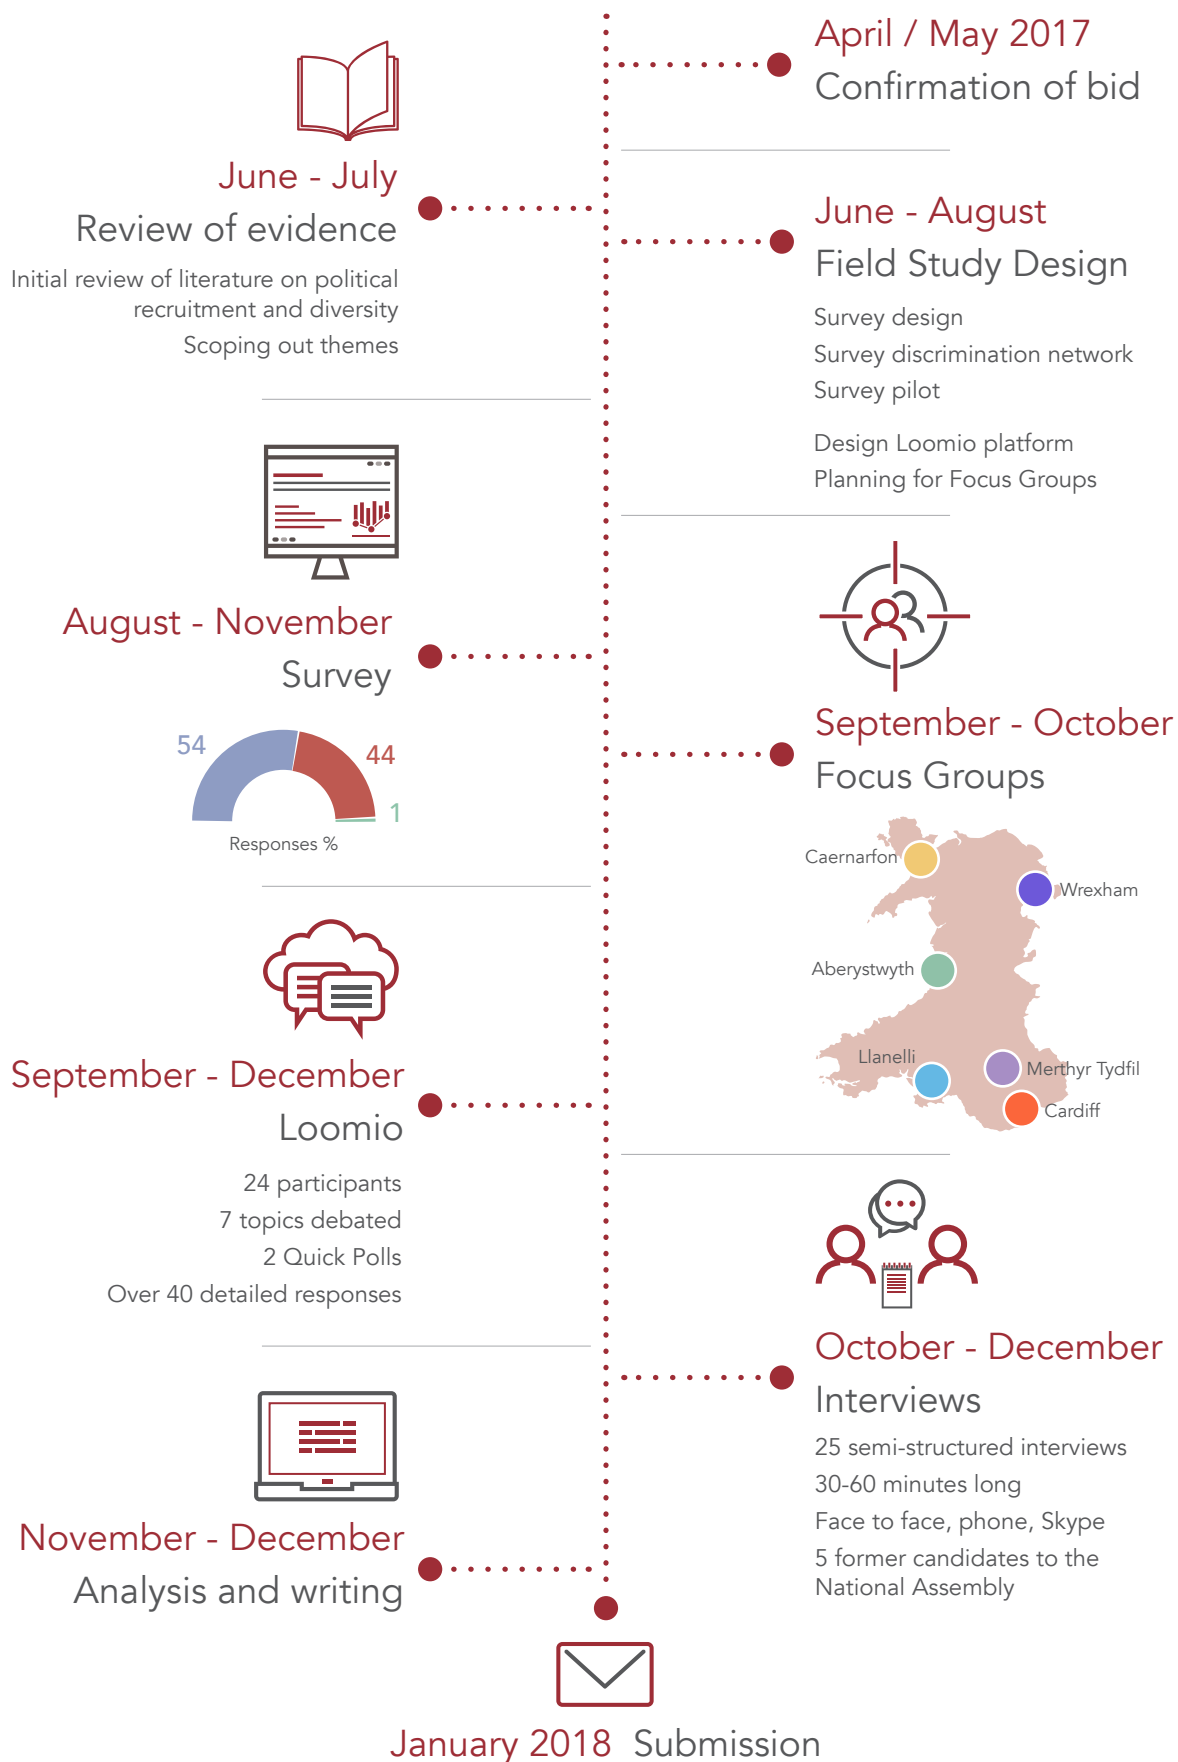 April / May 2017
Confirmation of bid
June - July
Review of evidence
Initial review of literature on political
recruitment and diversity
Scoping out themes
June - August
Field Study Design
Survey design
Survey discrimination network
Survey pilot
Design Loomio platform
Planning for Focus Groups
August - November
Survey
54
44
1
Responses %
September - October
Focus Groups
Caernarfon
Wrexham
Aberystwyth
Llanelli
Merthyr Tydfil
Cardiff
September - December
Loomio
24 participants
7 topics debated
2 Quick Polls
Over 40 detailed responses
October - December
Interviews
25 semi-structured interviews
30-60 minutes long
Face to face, phone, Skype
5 former candidates to the
National Assembly
November - December
Analysis and writing
January 2018 Submission